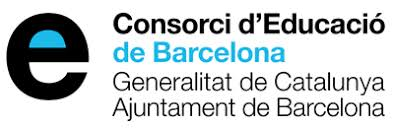 Consorci d'Educació
de Barcelona
Generalitat de Catalunya
Ajuntament de Barcelona